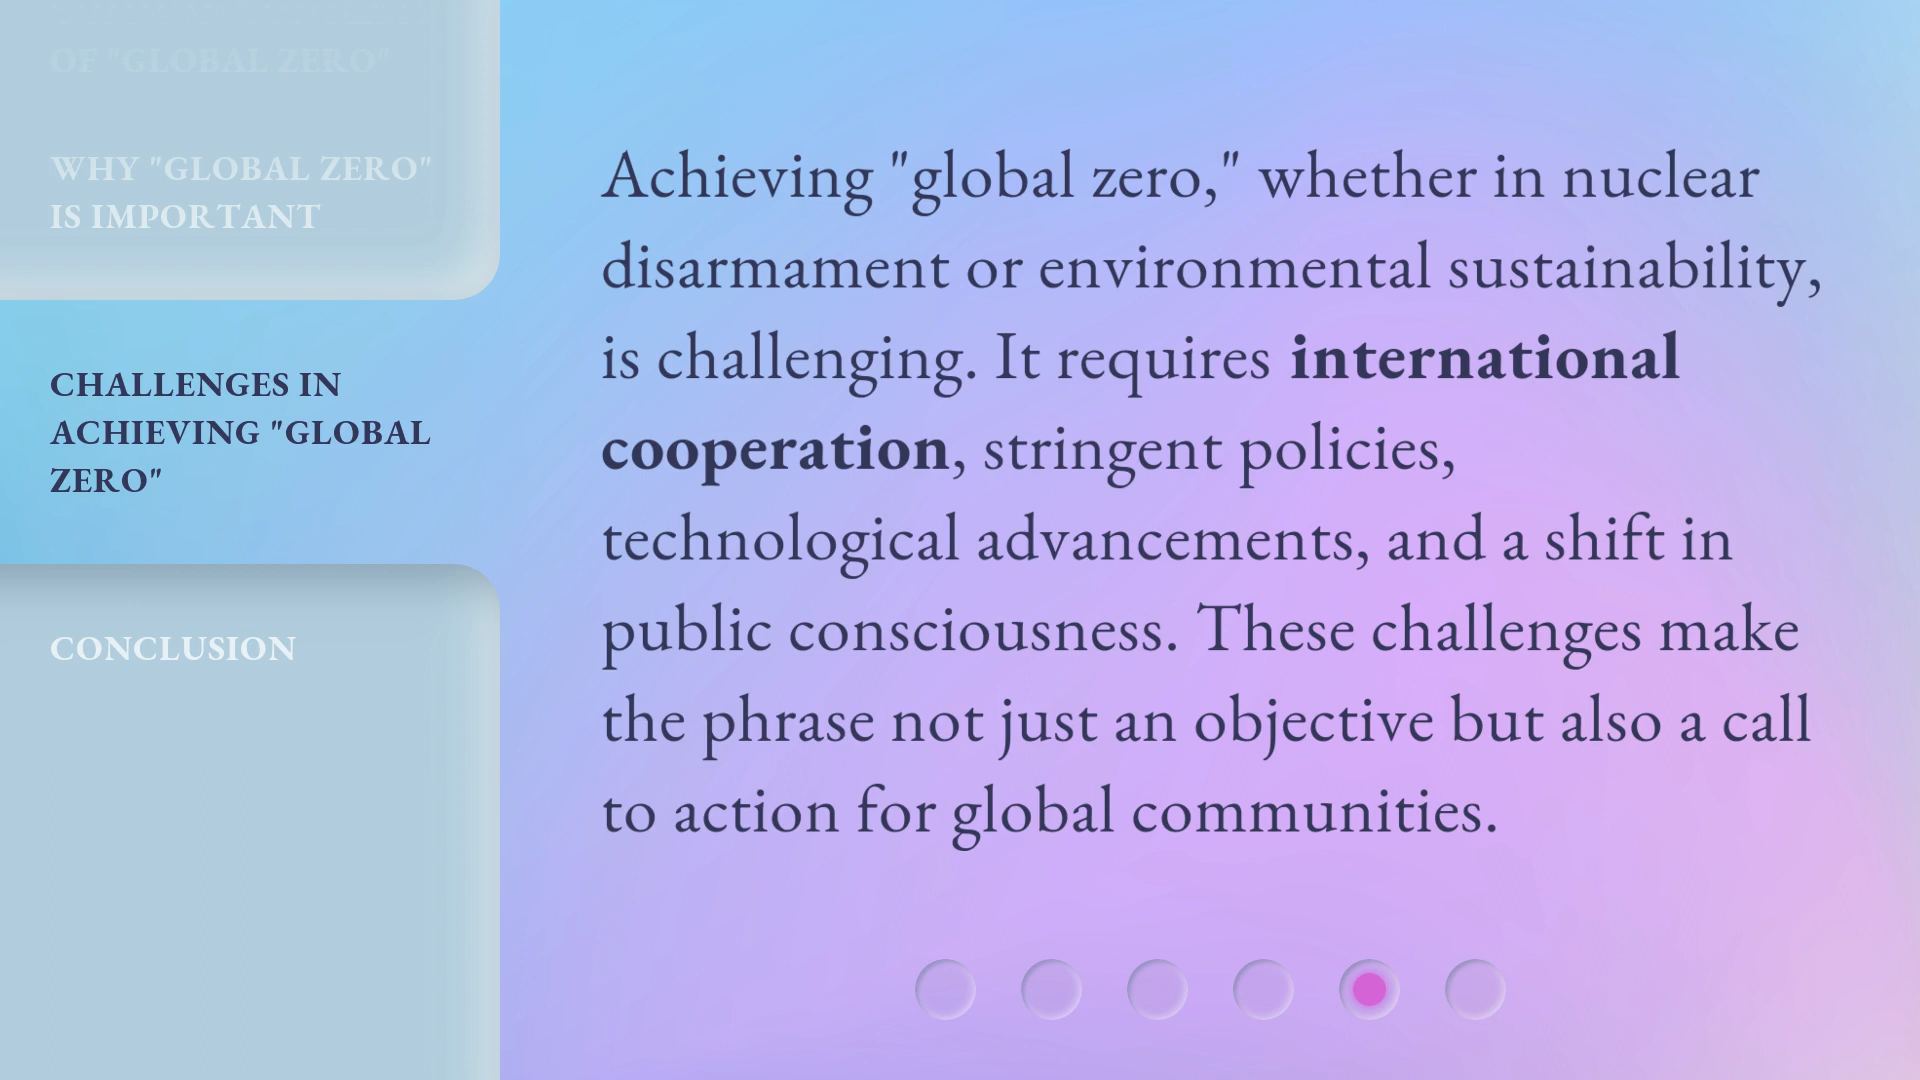 OF "GLOBAL ZERO"
WHY "GLOBAL ZERO"
IS IMPORTANT
CHALLENGES IN
ACHIEVING "GLOBAL
ZERO"
CONCLUSION
Achieving "global zero," whether in nuclear
disarmament or environmental sustainability,
is challenging. It requires international
cooperation, stringent policies,
technological advancements, and a shift in
public consciousness. These challenges make
the phrase not just an objective but also a call
to action for global communities.